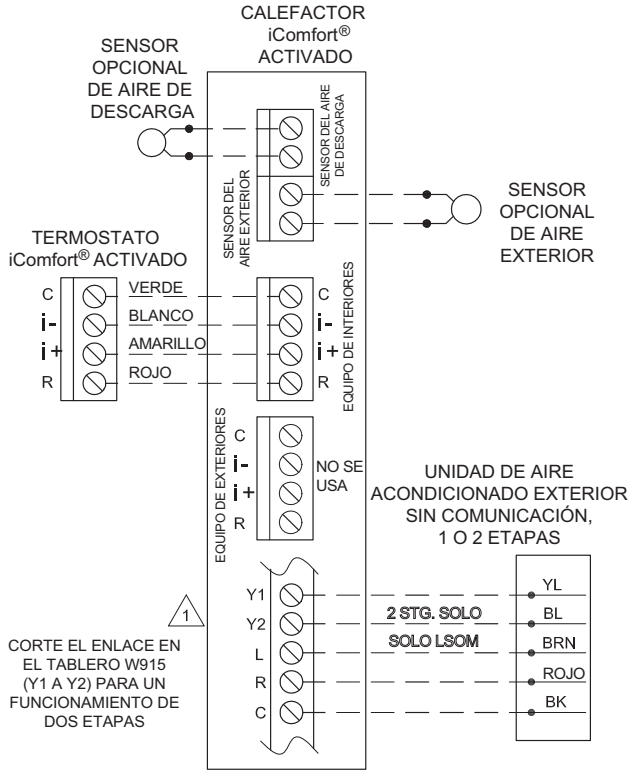 CALEFACTOR
iComfort®
ACTIVADO
SENSOR
OPCIONAL
DE AIRE DE
DESCARGA
SENSOR DEL AIRE
DE DESCARGA
SENSOR DEL
AIRE EXTERIOR
SENSOR
OPCIONAL
DE AIRE
EXTERIOR
TERMOSTATO
iComfort® ACTIVADO
C VERDE C
i- BLANCO i-
i+ AMARILLO i+
R ROJO R
EQUIPO DE INTERIORES
EQUIPO DE EXTERIORES
C
i-
i+
R
NO SE
USA
UNIDAD DE AIRE
ACONDICIONADO EXTERIOR
SIN COMUNICACIÓN,
1 O 2 ETAPAS
Y1 YL
Y2 2 STG. SOLO BL
L SOLO LSOM BRN
R ROJO
C BK
1
CORTE EL ENLACE EN
EL TABLERO W915
(Y1 A Y2) PARA UN
FUNCIONAMIENTO DE
DOS ETAPAS